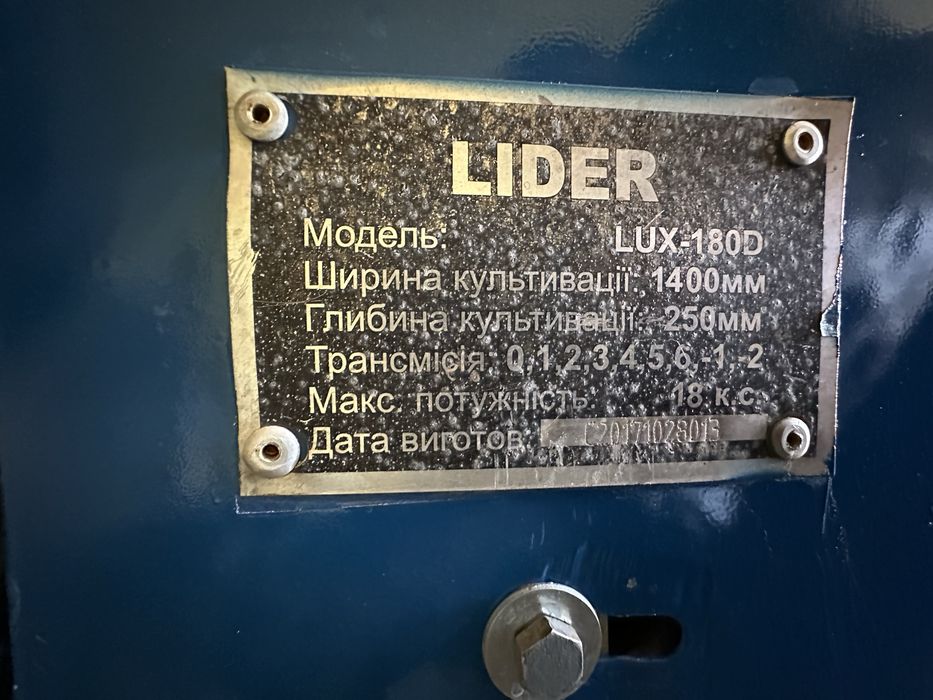 LIDER
Модель: LUX-180D
Ширина культивації: 1400мм
Глибина культивації: 250мм
Трансмісія: 0,1,2,3,4,5,6,-1,-2
Макс. потужність: 18 к.с.
Дата виготов.